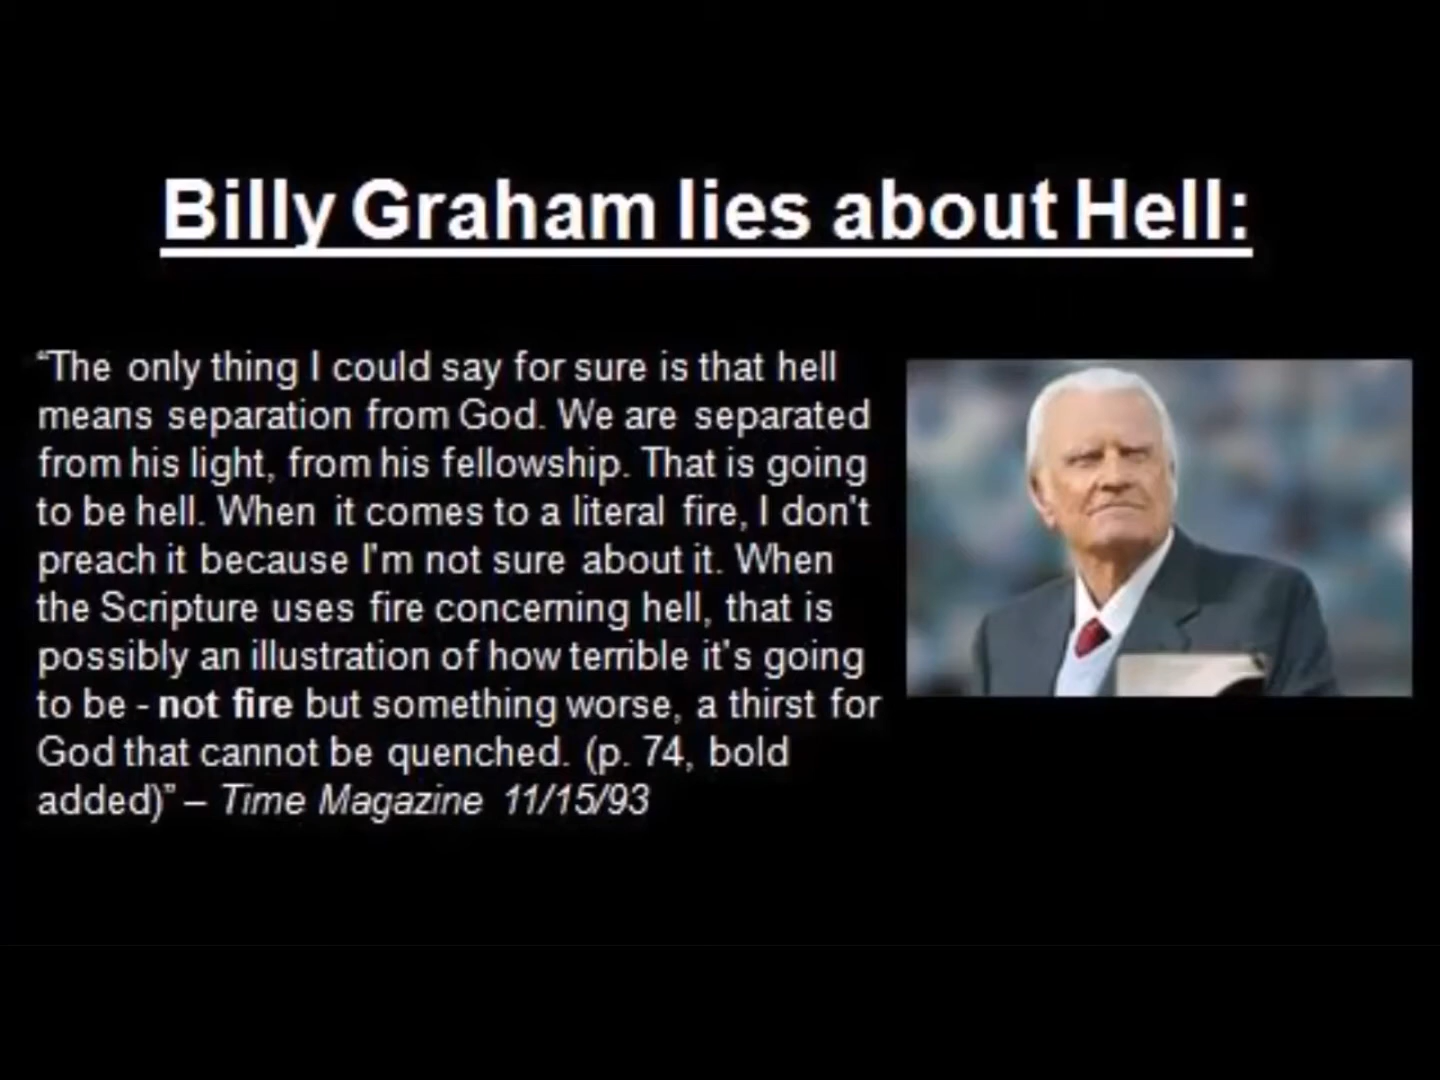 Billy Graham lies about Hell:
“The only thing I could say for sure is that hell
means separation from God. We are separated
from his light, from his fellowship. That is going
to be hell. When it comes to a literal fire, I don't
preach it because I'm not sure about it. When
the Scripture uses fire concerning hell, that is
possibly an illustration of how terrible it's going
to be - not fire but something worse, a thirst for
God that cannot be quenched. (p. 74, bold
added)” – Time Magazine 11/15/93